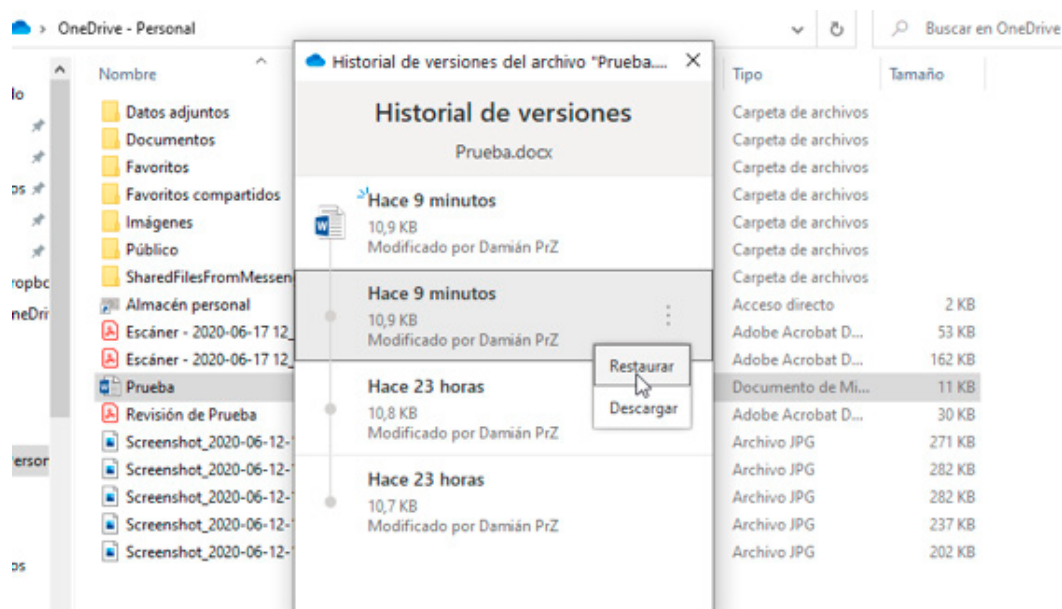 OneDrive - Personal
Buscar en OneDrive
Nombre
Tipo
Tamaño
Datos adjuntos
Carpeta de archivos
Documentos
Carpeta de archivos
Favoritos
Carpeta de archivos
Favoritos compartidos
Carpeta de archivos
Imágenes
Carpeta de archivos
Público
Carpeta de archivos
SharedFilesFromMessen
Carpeta de archivos
Almacén personal
Acceso directo 2 KB
Escáner - 2020-06-17 12_
Adobe Acrobat D... 53 KB
Escáner - 2020-06-17 12_
Adobe Acrobat D... 162 KB
Prueba
Documento de Mi... 11 KB
Revisión de Prueba
Adobe Acrobat D... 30 KB
Screenshot_2020-06-12-
Archivo JPG 271 KB
Screenshot_2020-06-12-
Archivo JPG 282 KB
Screenshot_2020-06-12-
Archivo JPG 282 KB
Screenshot_2020-06-12-
Archivo JPG 237 KB
Screenshot_2020-06-12-
Archivo JPG 202 KB
Historial de versiones del archivo "Prueba....
Historial de versiones
Prueba.docx
Hace 9 minutos
10,9 KB
Modificado por Damián PrZ
Hace 9 minutos
10,9 KB
Modificado por Damián PrZ
Restaurar
Descargar
Hace 23 horas
10,8 KB
Modificado por Damián PrZ
Hace 23 horas
10,7 KB
Modificado por Damián PrZ